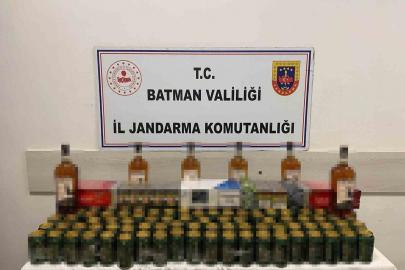 T.C.
BATMAN VALİLİĞİ
İL JANDARMA KOMUTANLIĞI